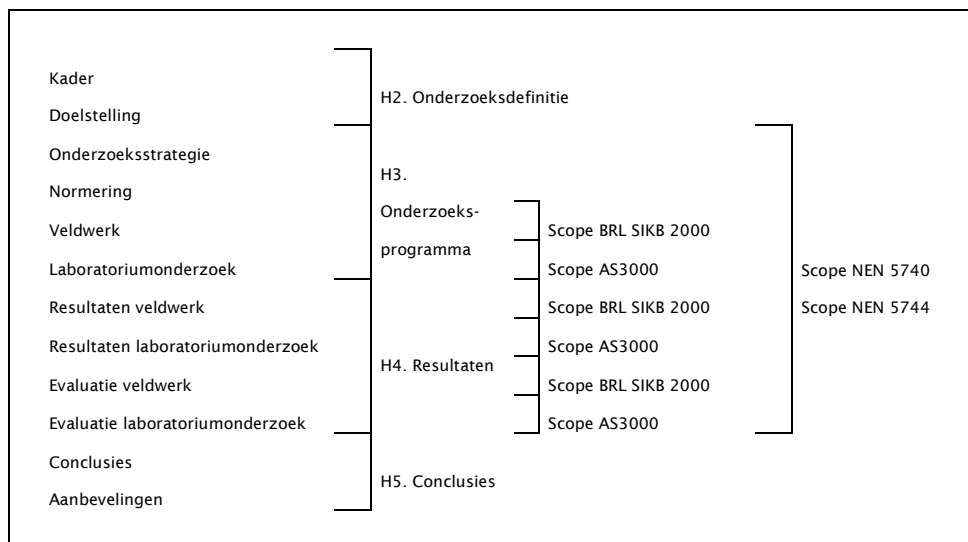 Kader
Doelstelling
Onderzoeksstrategie
Normering
Veldwerk
Laboratoriumonderzoek
Resultaten veldwerk
Resultaten laboratoriumonderzoek
Evaluatie veldwerk
Evaluatie laboratoriumonderzoek
Conclusies
Aanbevelingen
H2. Onderzoeksdefinitie
H3.
Onderzoeks-
programma
H4. Resultaten
H5. Conclusies
Scope BRL SIKB 2000
Scope AS3000
Scope BRL SIKB 2000
Scope AS3000
Scope BRL SIKB 2000
Scope AS3000
Scope NEN 5740
Scope NEN 5744